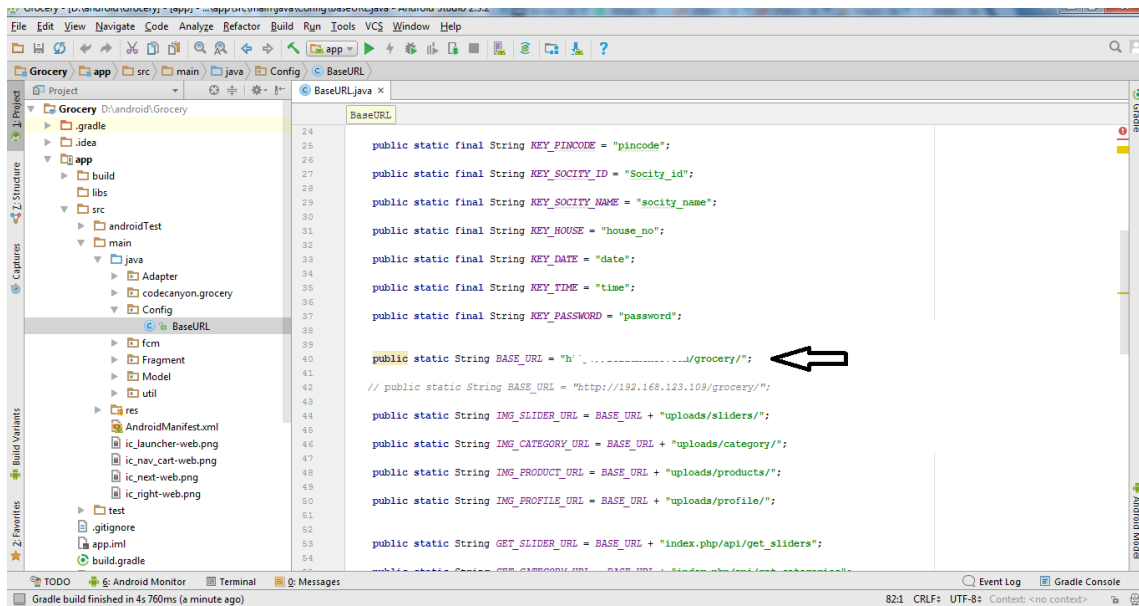 Grocery - [D:\android\Grocery] - [app] - ...\app\src\main\java\Config\BaseURL.java - Android Studio 2.3.2
File Edit View Navigate Code Analyze Refactor Build Run Tools VCS Window Help
app
Grocery app src main java Config BaseURL
Project
BaseURL.java
1: Project
Grocery D:\android\Grocery
.gradle
.idea
app
build
libs
src
androidTest
main
java
Adapter
codecanyon.grocery
Config
BaseURL
fcm
Fragment
Model
util
res
AndroidManifest.xml
ic_launcher-web.png
ic_nav_cart-web.png
ic_next-web.png
ic_right-web.png
test
.gitignore
app.iml
build.gradle
7: Structure
Captures
Build Variants
2: Favorites
BaseURL
24
25 public static final String KEY_PINCODE = "pincode";
26
27 public static final String KEY_SOCITY_ID = "Socity_id";
28
29 public static final String KEY_SOCITY_NAME = "socity_name";
30
31 public static final String KEY_HOUSE = "house_no";
32
33 public static final String KEY_DATE = "date";
34
35 public static final String KEY_TIME = "time";
36
37 public static final String KEY_PASSWORD = "password";
38
39
40 public static String BASE_URL = "h /grocery/";
41
42 // public static String BASE_URL = "http://192.168.123.109/grocery/";
43
44 public static String IMG_SLIDER_URL = BASE_URL + "uploads/sliders/";
45
46 public static String IMG_CATEGORY_URL = BASE_URL + "uploads/category/";
47
48 public static String IMG_PRODUCT_URL = BASE_URL + "uploads/products/";
49
50 public static String IMG_PROFILE_URL = BASE_URL + "uploads/profile/";
51
52
53 public static String GET_SLIDER_URL = BASE_URL + "index.php/api/get_sliders";
54
Gradle
Android Model
TODO 6: Android Monitor Terminal 0: Messages Event Log Gradle Console
Gradle build finished in 4s 760ms (a minute ago) 82:1 CRLF UTF-8 Context: <no context>